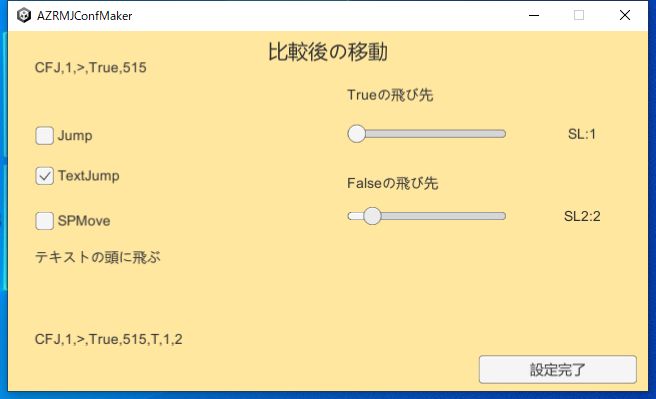 AZRMJConfMaker
比較後の移動
CFJ,1,>,True,515
Trueの飛び先
Jump
SL:1
TextJump
Falseの飛び先
SPMove
SL2:2
テキストの頭に飛ぶ
CFJ,1,>,True,515,T,1,2
設定完了